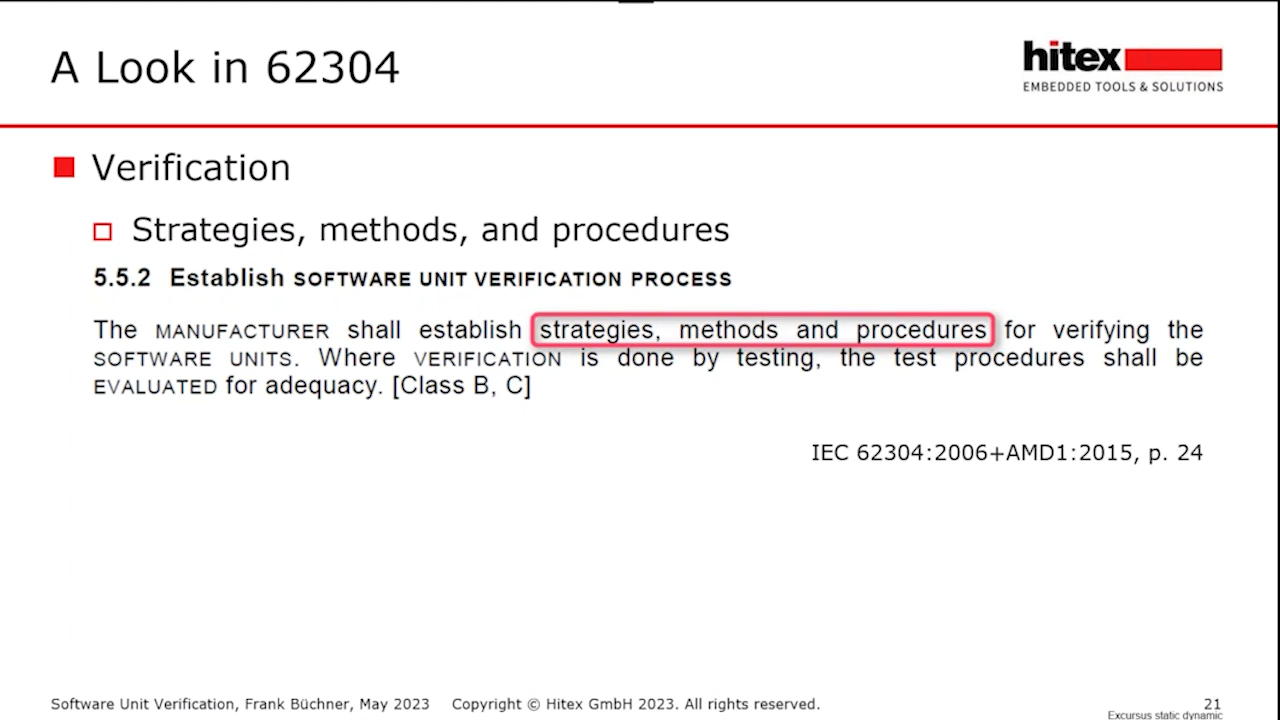 A Look in 62304
hitex
EMBEDDED TOOLS & SOLUTIONS
Verification
Strategies, methods, and procedures
5.5.2 Establish SOFTWARE UNIT VERIFICATION PROCESS
The MANUFACTURER shall establish strategies, methods and procedures for verifying the
SOFTWARE UNITS. Where VERIFICATION is done by testing, the test procedures shall be
EVALUATED for adequacy. [Class B, C]
IEC 62304:2006+AMD1:2015, p. 24
Software Unit Verification, Frank Büchner, May 2023 Copyright © Hitex GmbH 2023. All rights reserved. 21
Excursus static dynamic